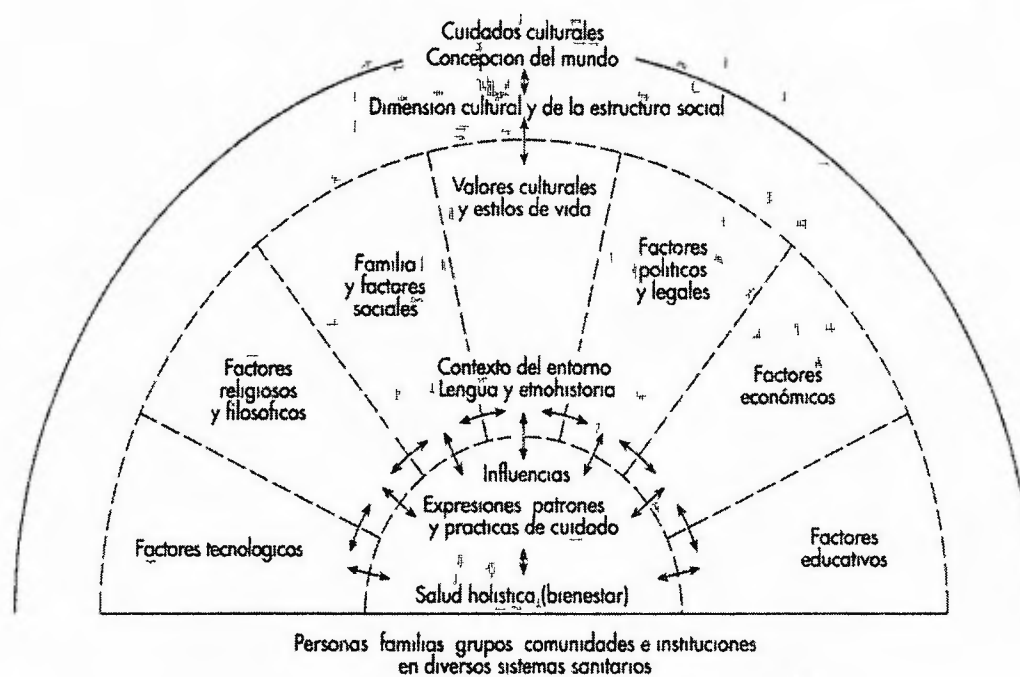 Cuidados culturales
Concepcion del mundo
Dimension cultural y de la estructura social
Valores culturales
y estilos de vida
Familia
y factores
sociales
Factores
politicos
y legales
Factores
religiosos
y filosoficos
Contexto del entorno
Lengua y etnohistoria
Factores
económicos
Influencias
Expresiones patrones
y practicas de cuidado
Factores tecnologicos
Factores
educativos
Salud holistica (bienestar)
Personas familias grupos comunidades e instituciones
en diversos sistemas sanitarios